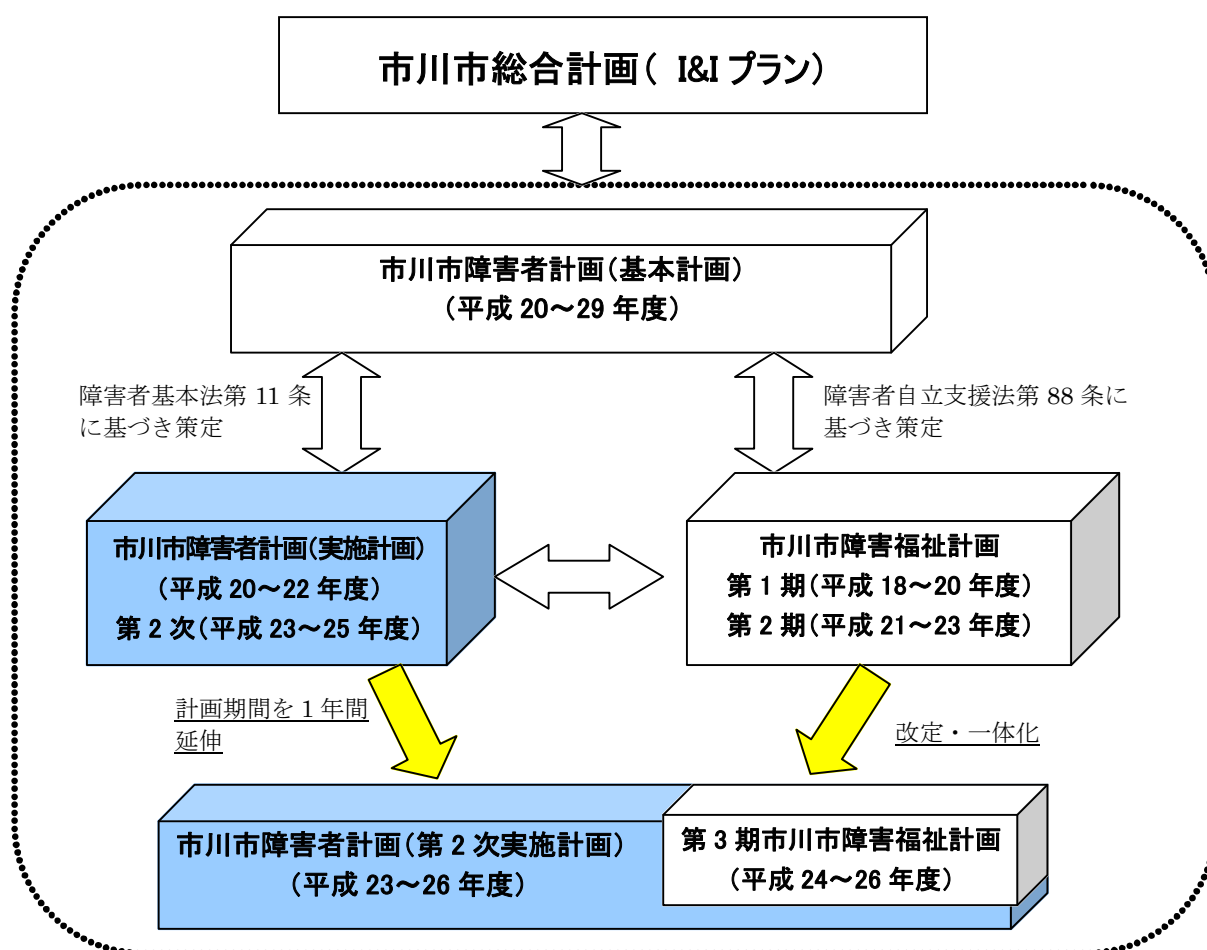 市川市総合計画( I&I プラン)
市川市障害者計画(基本計画)
(平成 20～29 年度)
障害者基本法第 11 条
に基づき策定
障害者自立支援法第 88 条に
基づき策定
市川市障害者計画(実施計画)
(平成 20～22 年度)
第 2 次(平成 23～25 年度)
市川市障害福祉計画
第 1 期(平成 18～20 年度)
第 2 期(平成 21～23 年度)
計画期間を 1 年間
延伸
改定・一体化
市川市障害者計画(第 2 次実施計画)
(平成 23～26 年度)
第 3 期市川市障害福祉計画
(平成 24～26 年度)